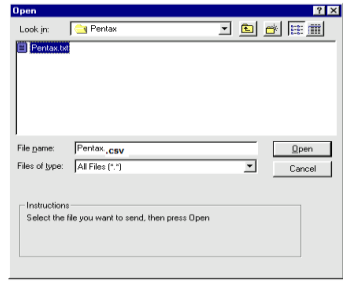 Open
Look in: Pentax
Pentax.txt
File name: Pentax .csv Open
Files of type: All Files (*.*) Cancel
Instructions
Select the file you want to send, then press Open